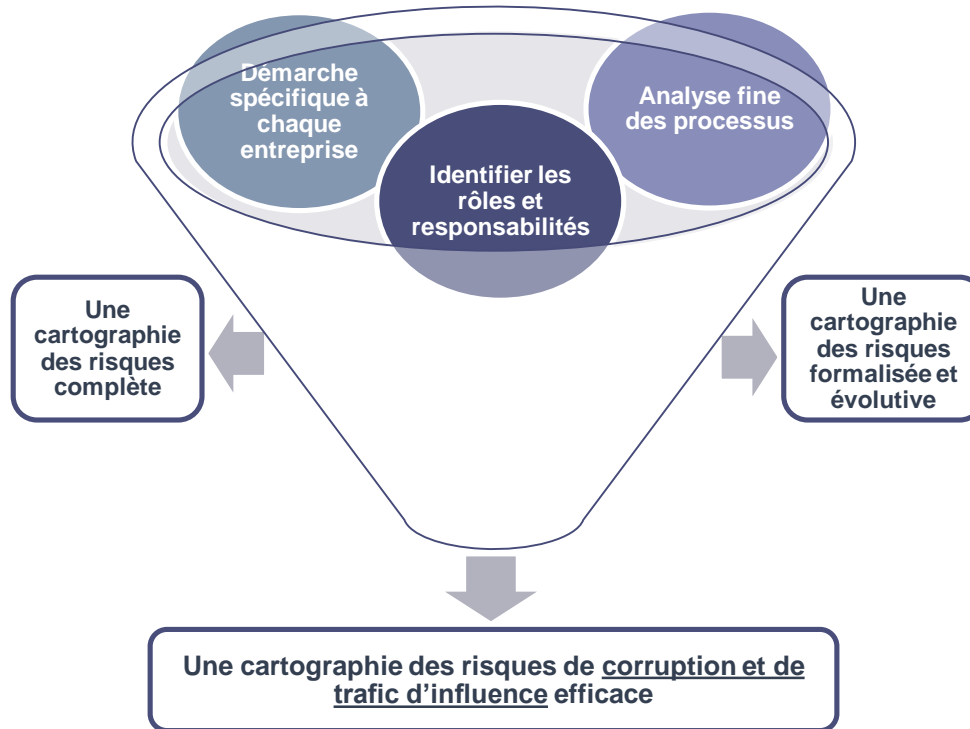 Démarche
spécifique à
chaque
entreprise
Analyse fine
des processus
Identifier les
rôles et
responsabilités
Une
cartographie
des risques
complète
Une
cartographie
des risques
formalisée et
évolutive
Une cartographie des risques de corruption et de
trafic d'influence efficace